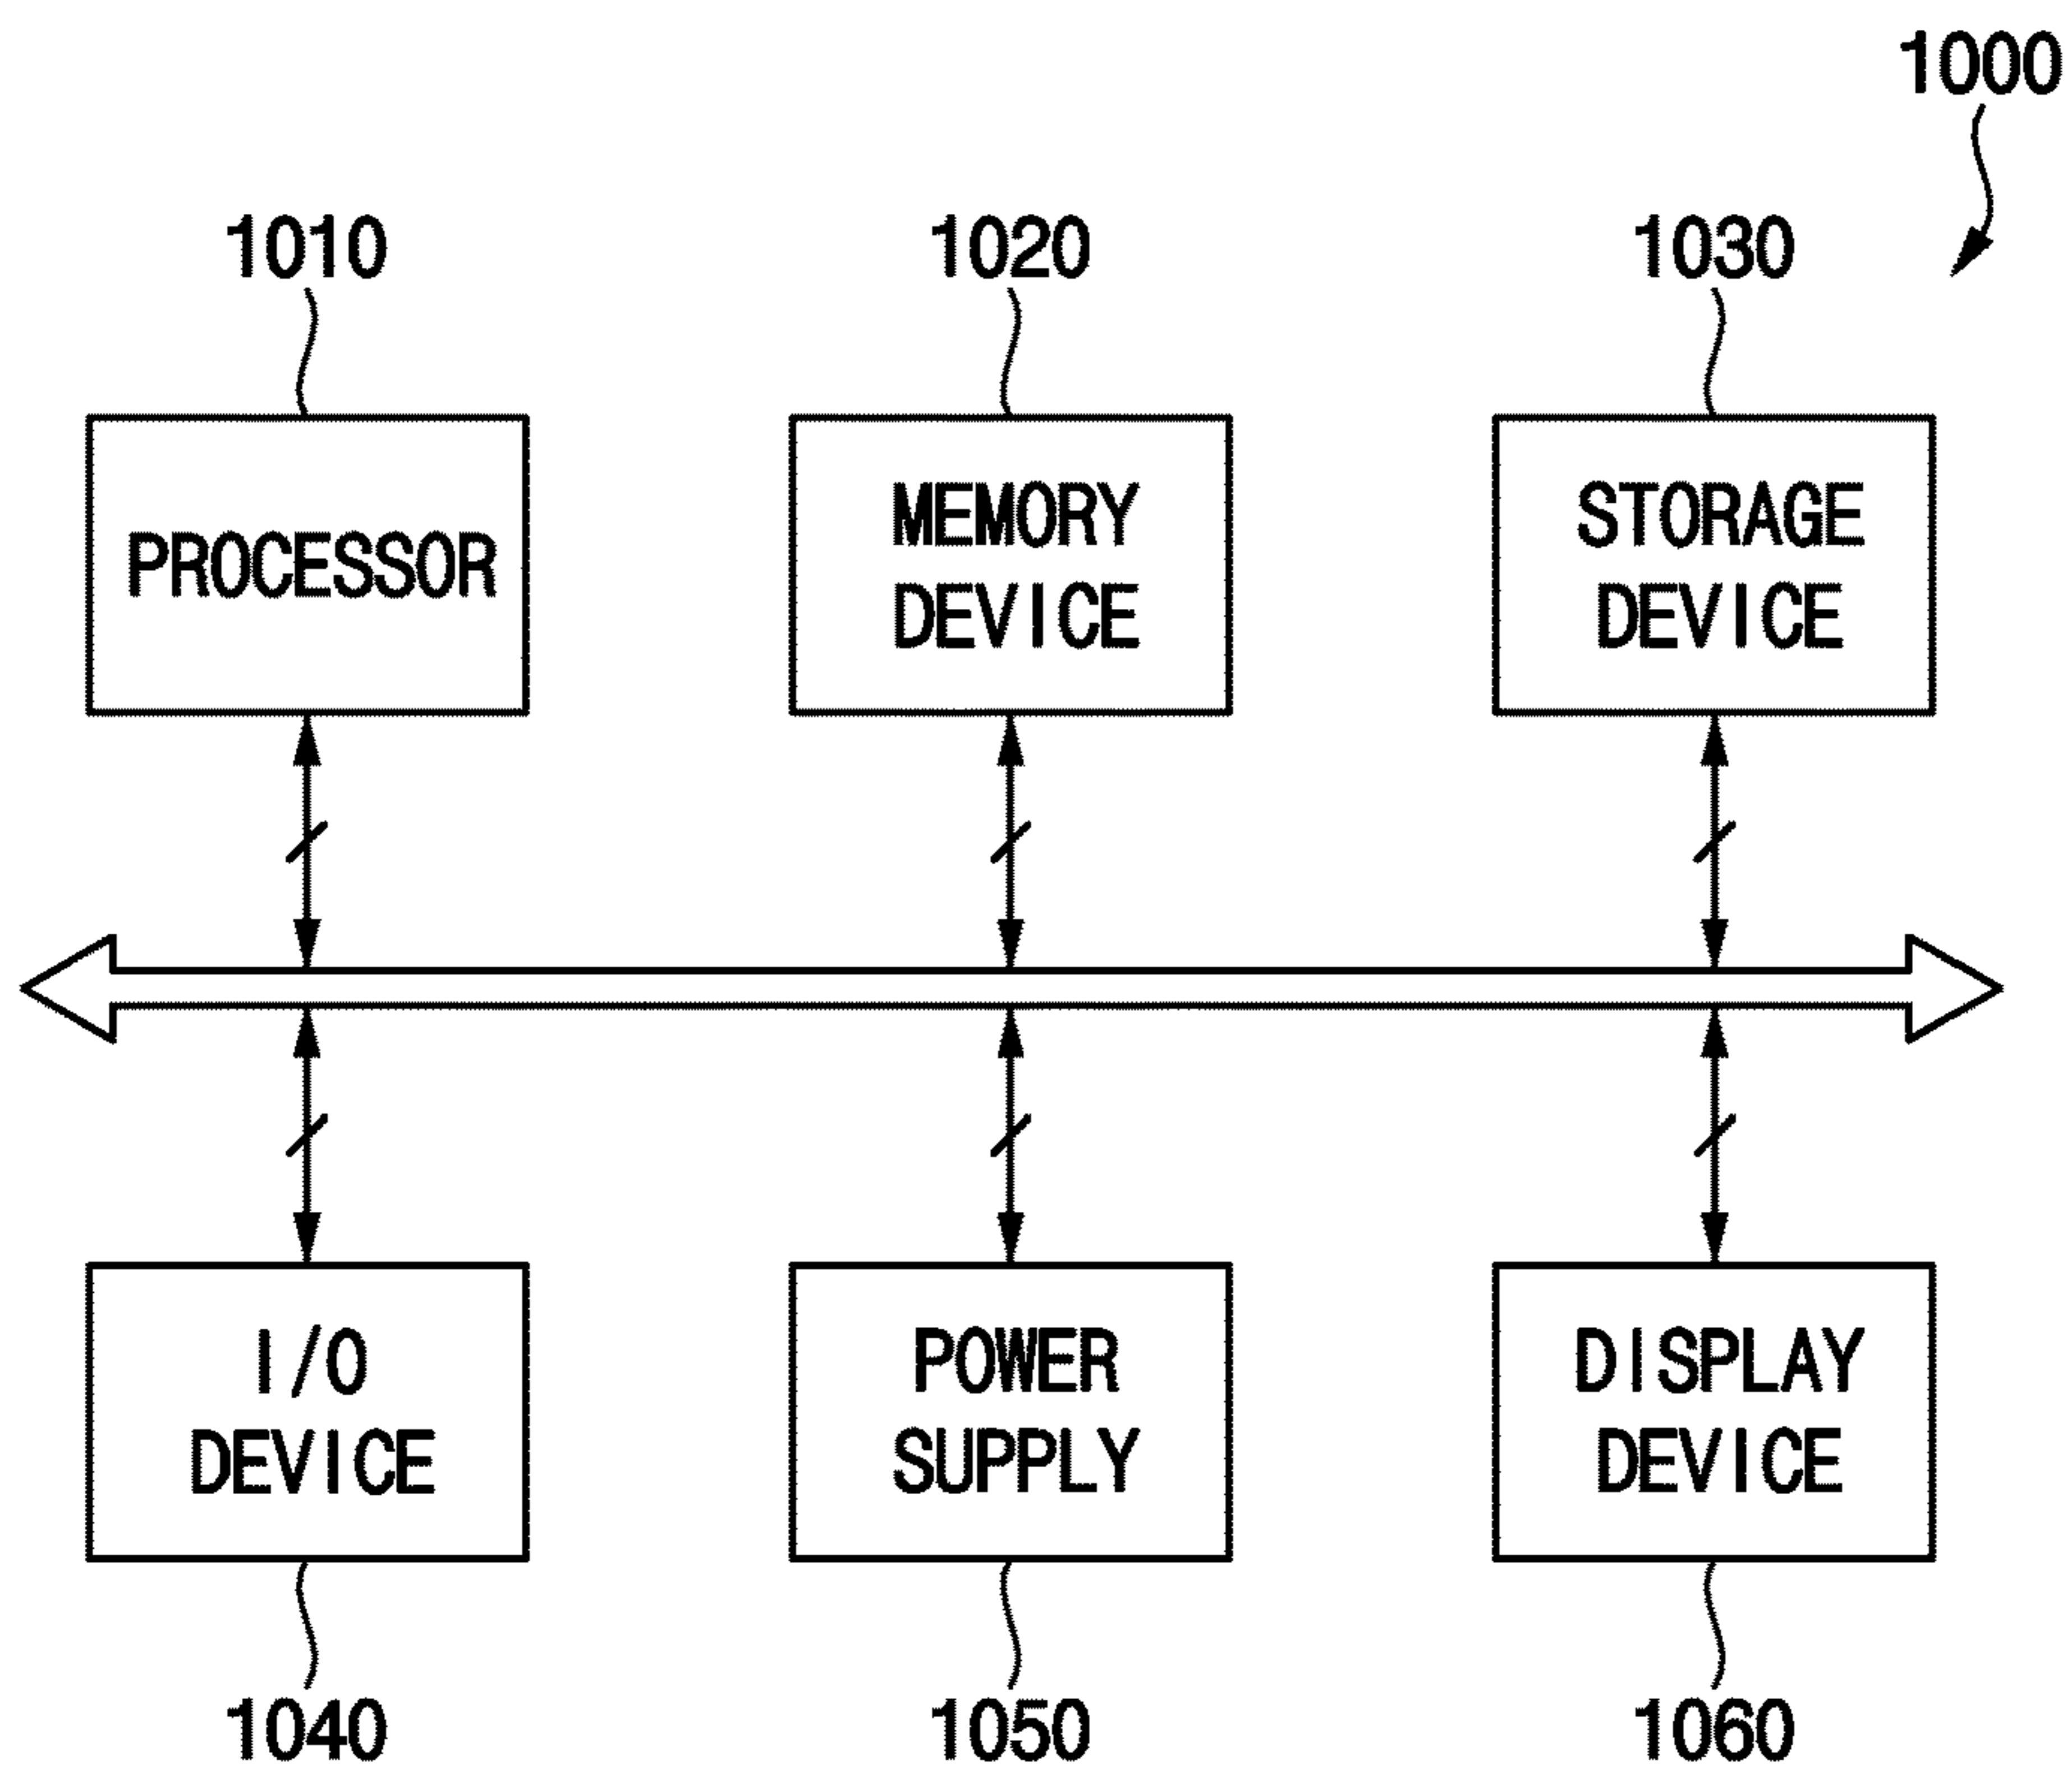 1000
1010
1020
1030
PROCESSOR
MEMORY
DEVICE
STORAGE
DEVICE
I/O
DEVICE
POWER
SUPPLY
DISPLAY
DEVICE
1040
1050
1060